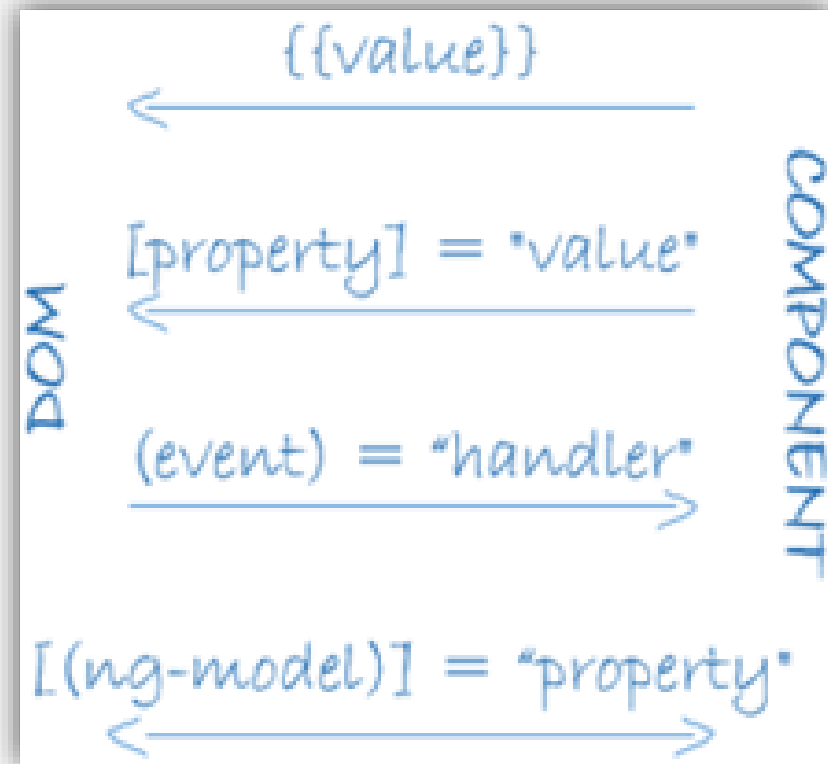 {{value}}
[property] = "value"
DOM
COMPONENT
(event) = "handler"
[(ng-model)] = "property"